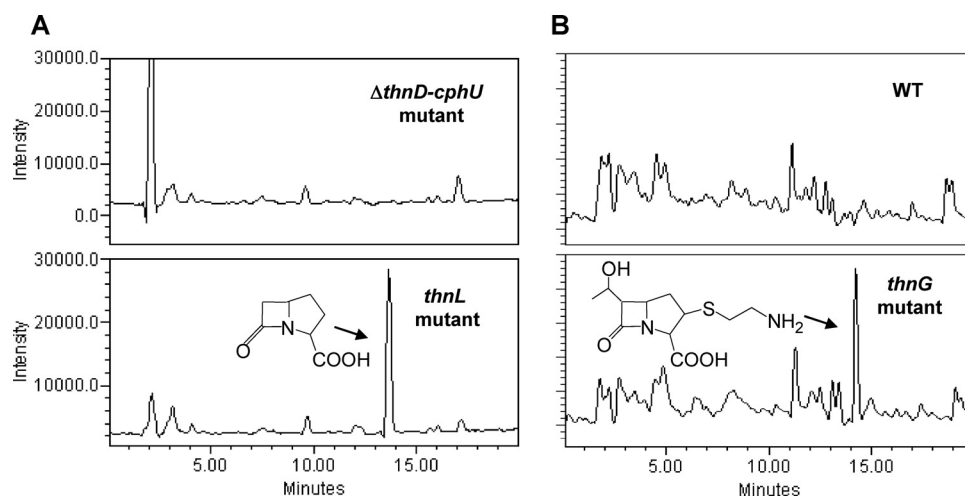 A
B
30000.0
20000.0
10000.0
0.0
Intensity
ΔthnD-cphU
mutant
WT
30000.0
20000.0
10000.0
Intensity
thnL
mutant
N
O
COOH
OH
S
NH2
N
O
COOH
thnG
mutant
5.00 10.00 15.00
Minutes
5.00 10.00 15.00
Minutes